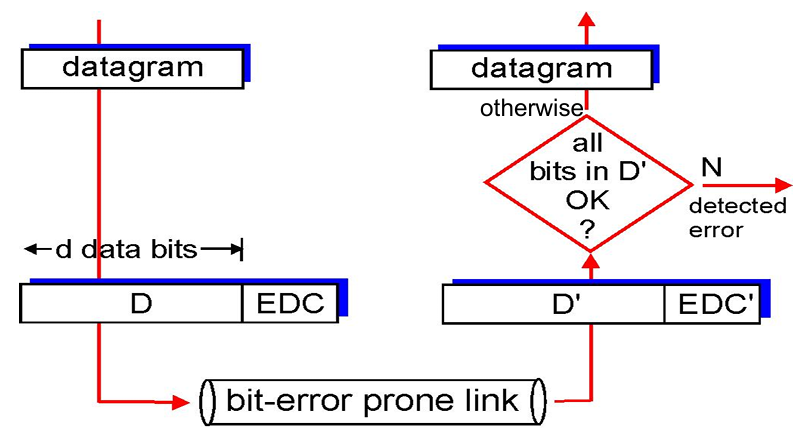 datagram
datagram
otherwise
all
bits in D'
OK
?
N
detected
error
d data bits
D
EDC
D'
EDC'
bit-error prone link